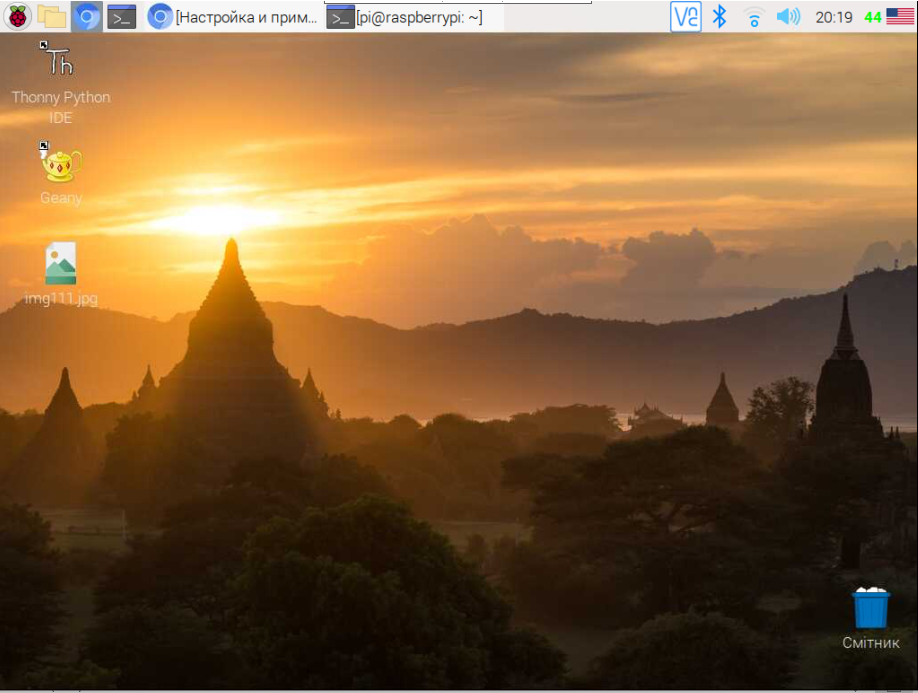 [Настройка и прим...
[pi@raspberrypi: ~]
20:19
44
Thonny Python
IDE
Geany
img111.jpg
Смітник